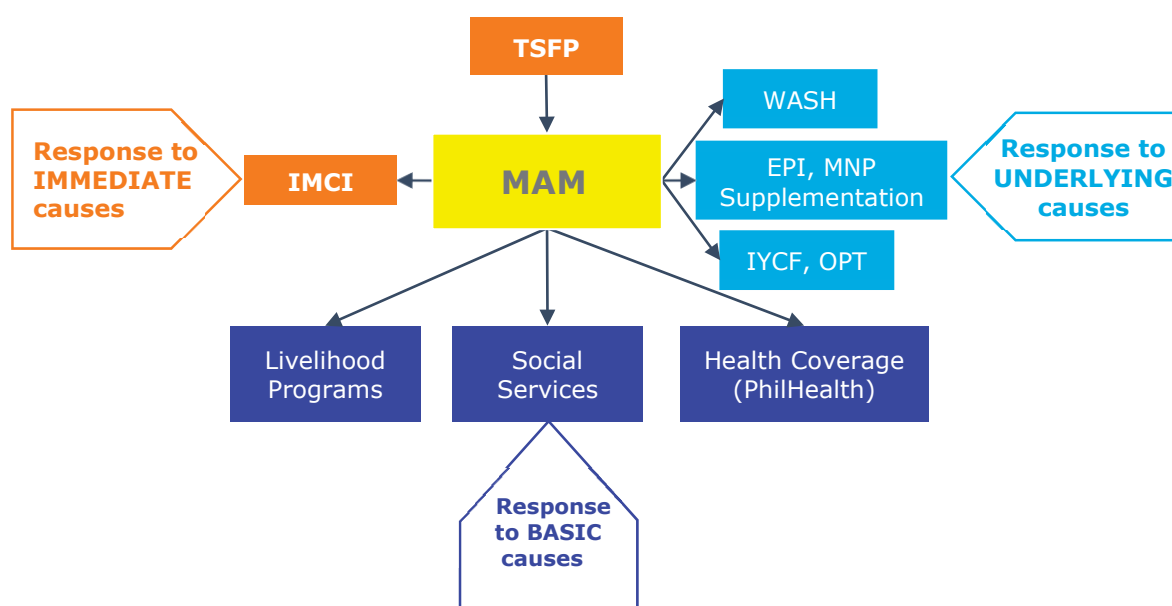 TSFP
WASH
Response to
IMMEDIATE
causes
IMCI
MAM
EPI, MNP
Supplementation
Response to
UNDERLYING
causes
IYCF, OPT
Livelihood
Programs
Social
Services
Health Coverage
(PhilHealth)
Response
to BASIC
causes